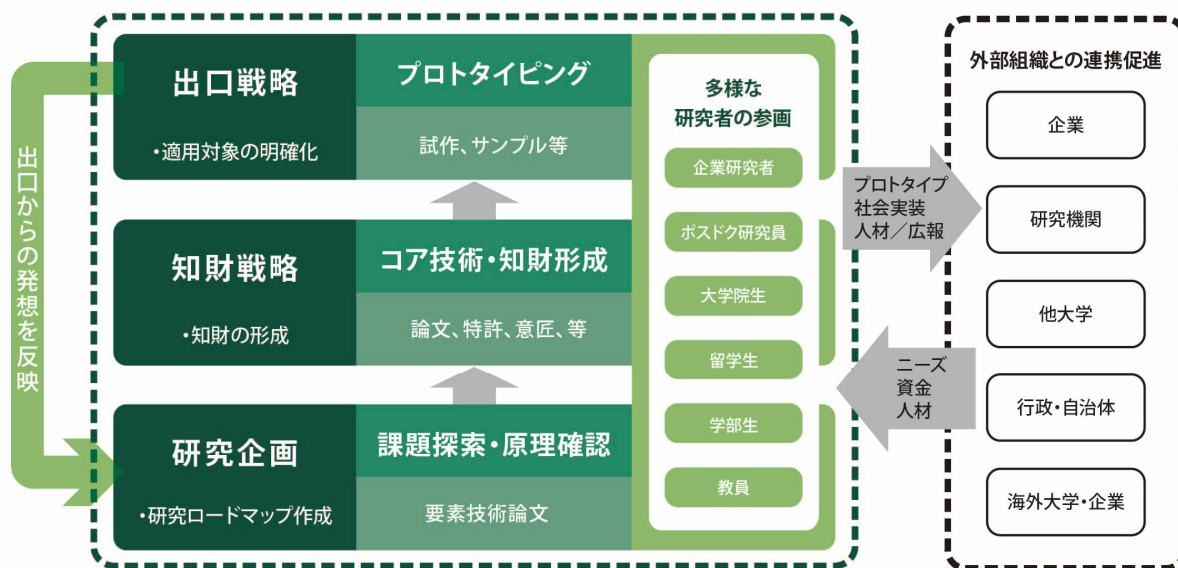 出口からの発想を反映
出口戦略
・適用対象の明確化
プロトタイピング
試作、サンプル等
知財戦略
・知財の形成
コア技術・知財形成
論文、特許、意匠、等
研究企画
・研究ロードマップ作成
課題探索・原理確認
要素技術論文
多様な
研究者の参画
企業研究者
ポスドク研究員
大学院生
留学生
学部生
教員
プロトタイプ
社会実装
人材／広報
ニーズ
資金
人材
外部組織との連携促進
企業
研究機関
他大学
行政・自治体
海外大学・企業